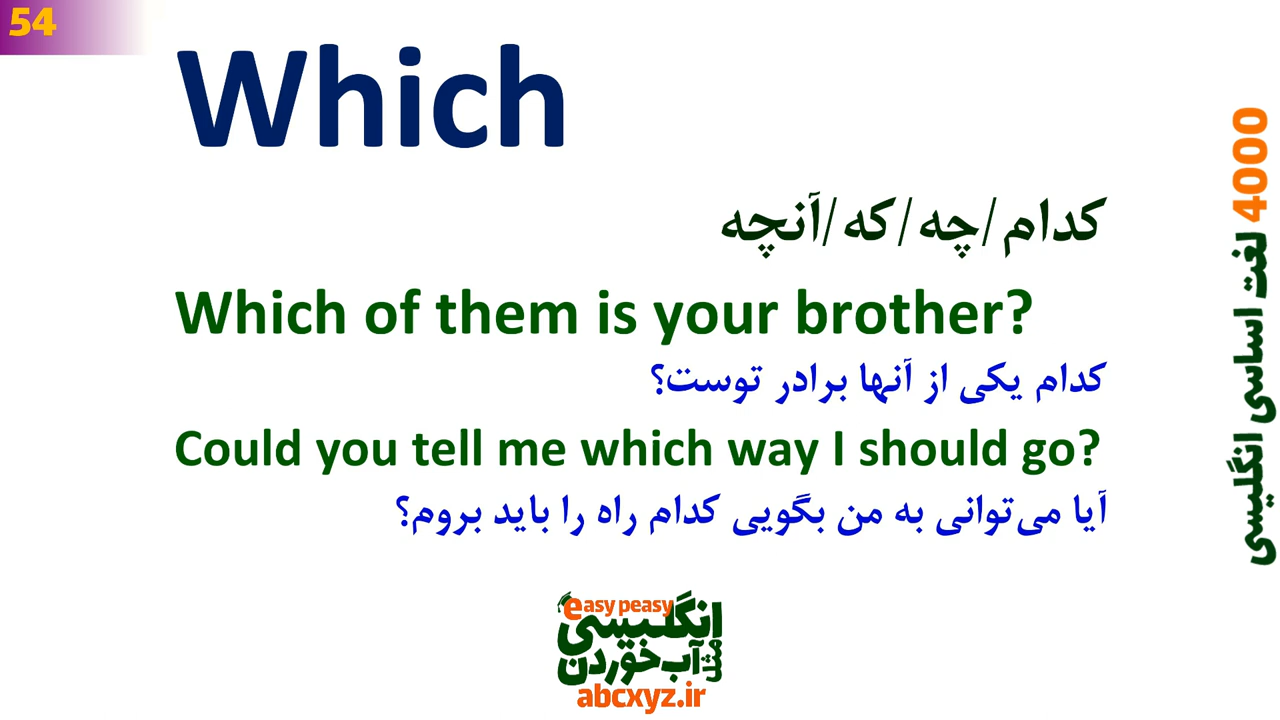 54
Which
کدام/چه/که/آنچه
Which of them is your brother?
کدام یکی از آنها برادر توست؟
Could you tell me which way I should go?
آیا می‌توانی به من بگویی کدام راه را باید بروم؟
4000 لغت اساسی انگلیسی
easy peasy
انگلیسی
مثل آب خوردن
abcxyz.ir